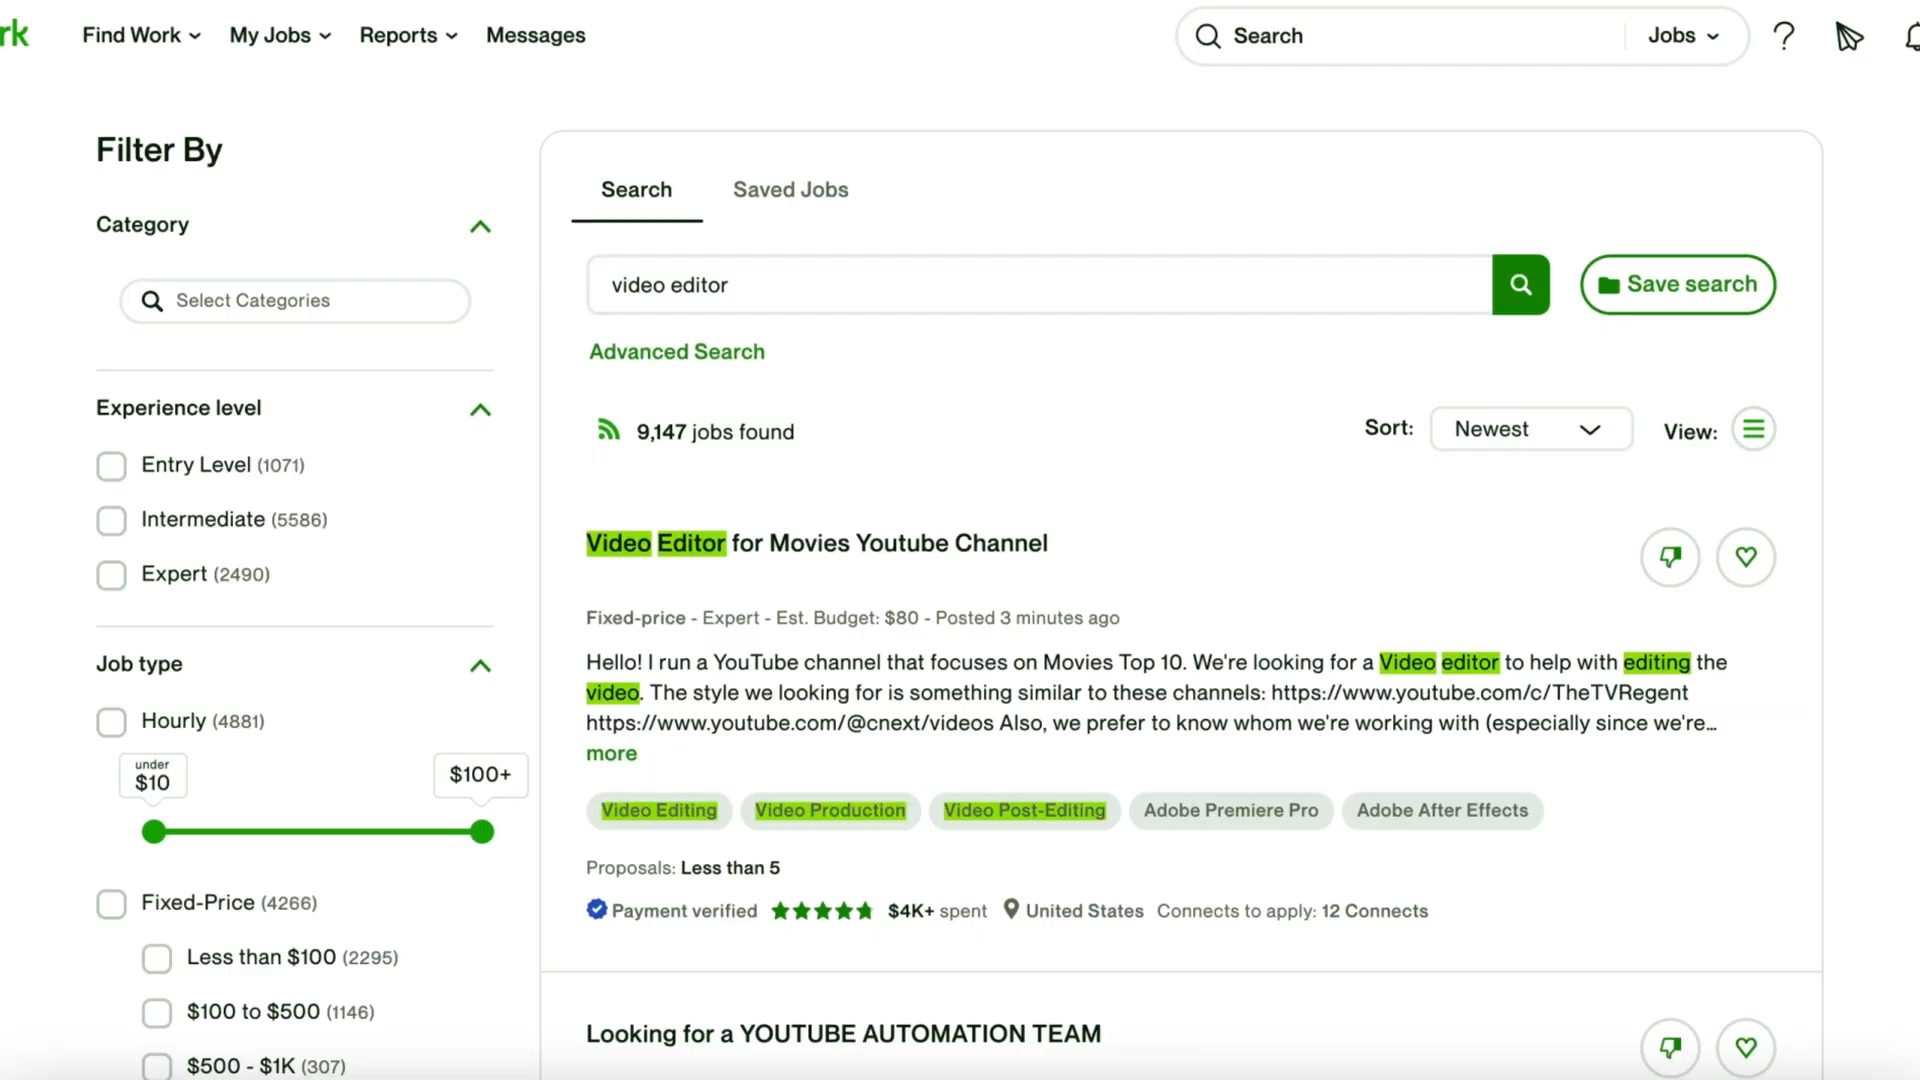 rk Find Work My Jobs Reports Messages Search Jobs
Filter By
Category
Select Categories
Experience level
Entry Level (1071)
Intermediate (5586)
Expert (2490)
Job type
Hourly (4881)
under
$10
$100+
Fixed-Price (4266)
Less than $100 (2295)
$100 to $500 (1146)
$500 - $1K (307)
Search Saved Jobs
video editor Save search
Advanced Search
9,147 jobs found Sort: Newest View:
Video Editor for Movies Youtube Channel
Fixed-price - Expert - Est. Budget: $80 - Posted 3 minutes ago
Hello! I run a YouTube channel that focuses on Movies Top 10. We're looking for a Video editor to help with editing the
video. The style we looking for is something similar to these channels: https://www.youtube.com/c/TheTVRegent
https://www.youtube.com/@cnext/videos Also, we prefer to know whom we're working with (especially since we're...
more
Video Editing Video Production Video Post-Editing Adobe Premiere Pro Adobe After Effects
Proposals: Less than 5
Payment verified $4K+ spent United States Connects to apply: 12 Connects
Looking for a YOUTUBE AUTOMATION TEAM